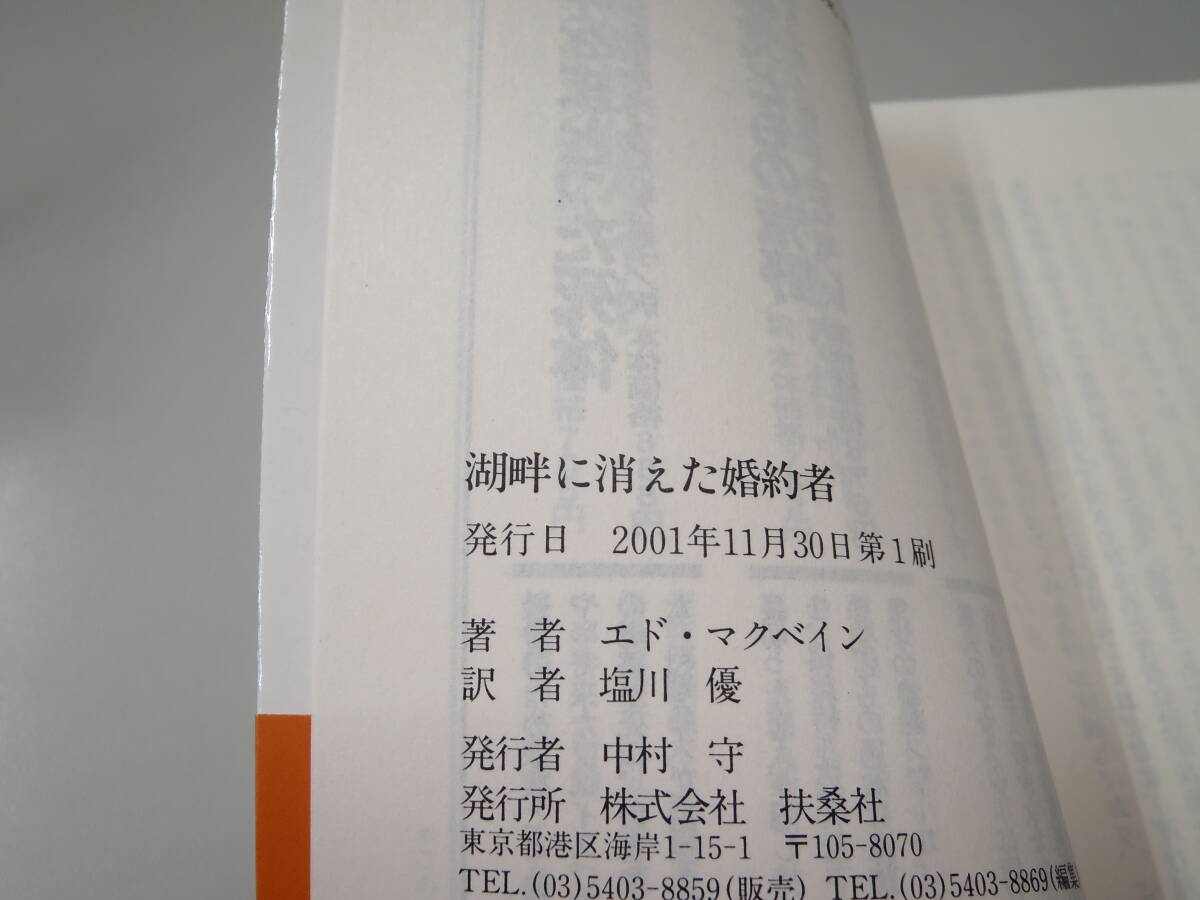 湖畔に消えた婚約者
発行日　2001年11月30日第1刷
著　者　エド・マクベイン
訳　者　塩川　優
発行者　中村　守
発行所　株式会社　扶桑社
東京都港区海岸1-15-1　〒105-8070
TEL.(03)5403-8859(販売)　TEL.(03)5403-8869(編集